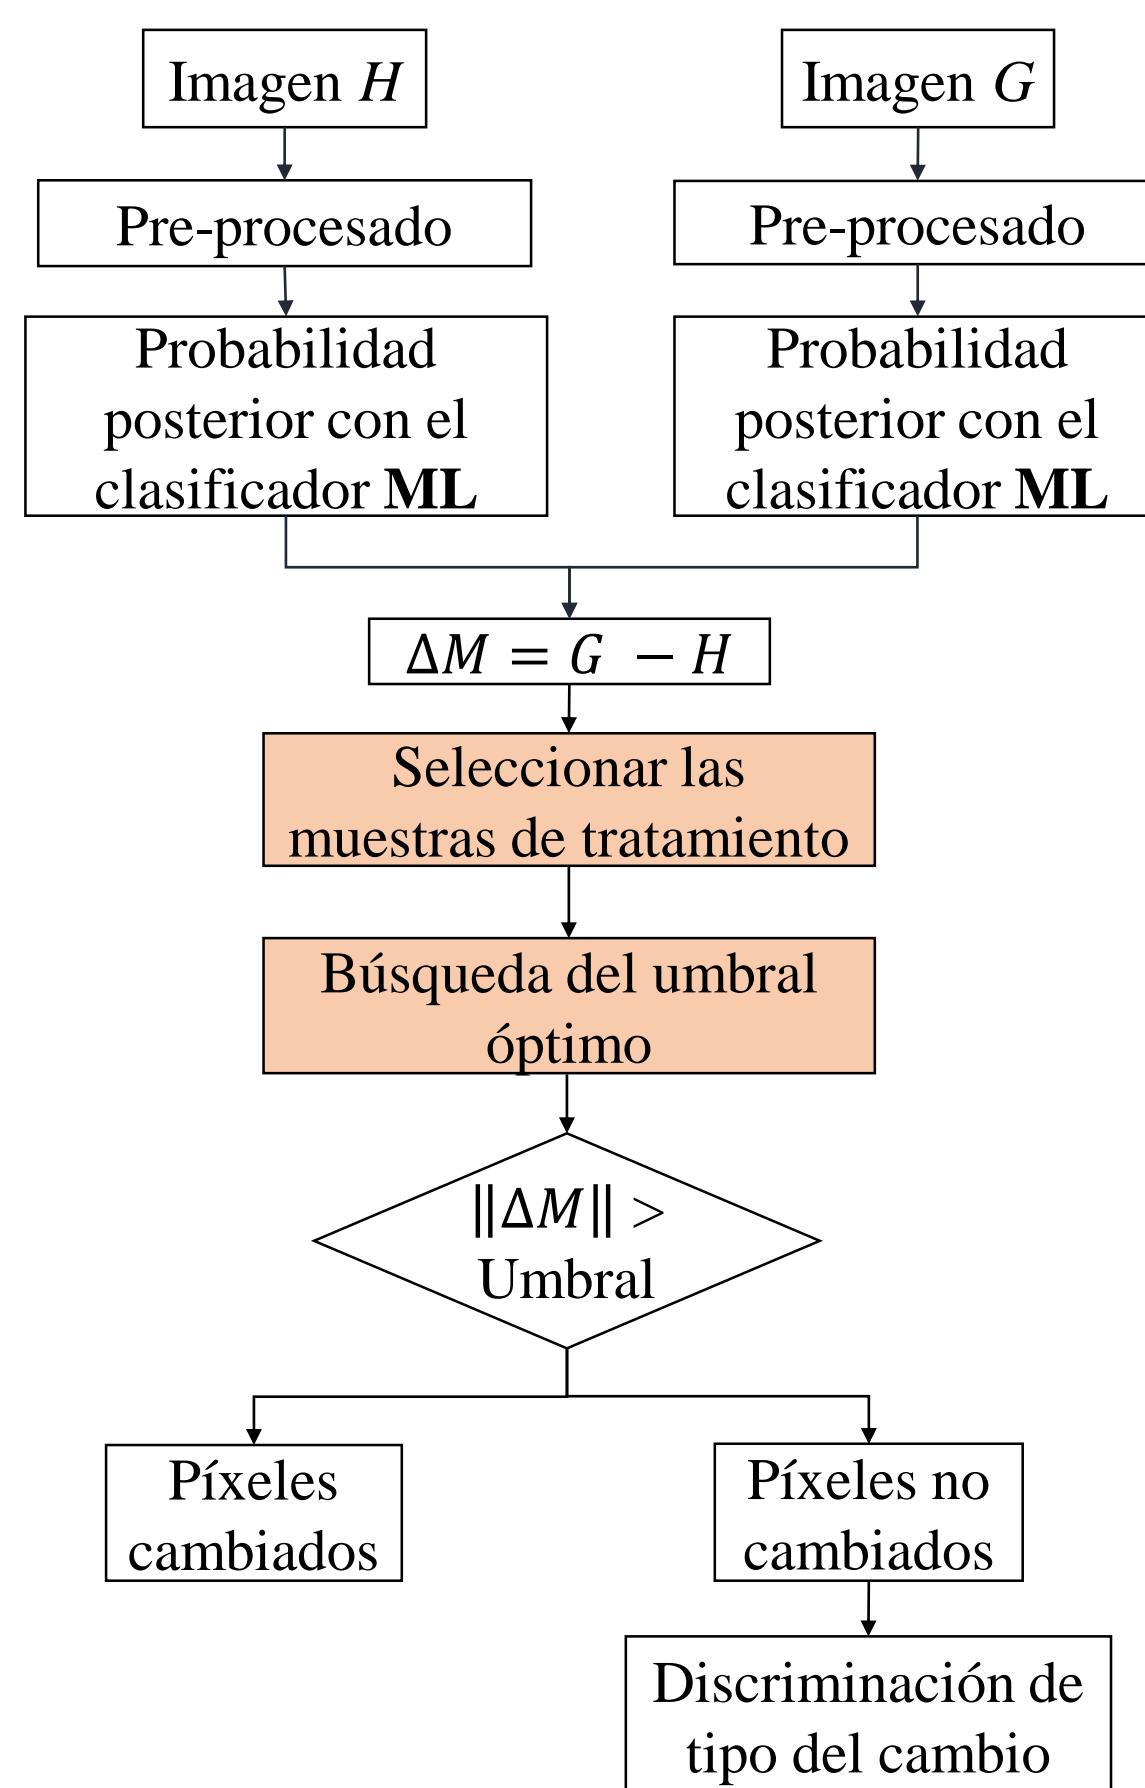 Imagen H
Imagen G
Pre-procesado
Pre-procesado
Probabilidad
posterior con el
clasificador ML
Probabilidad
posterior con el
clasificador ML
ΔM = G − H
Seleccionar las
muestras de tratamiento
Búsqueda del umbral
óptimo
‖ΔM‖ >
Umbral
Píxeles
cambiados
Píxeles no
cambiados
Discriminación de
tipo del cambio